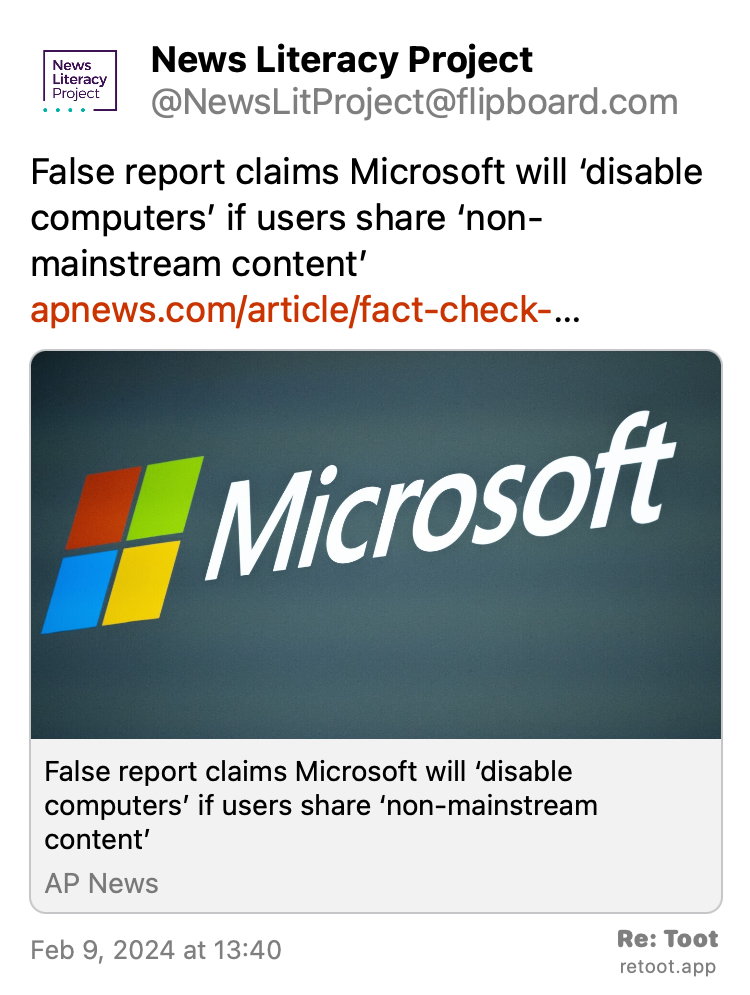 News
Literacy
Project
News Literacy Project
@NewsLitProject@flipboard.com
False report claims Microsoft will ‘disable
computers’ if users share ‘non-
mainstream content’
apnews.com/article/fact-check-…
Microsoft
False report claims Microsoft will ‘disable
computers’ if users share ‘non-mainstream
content’
AP News
Feb 9, 2024 at 13:40
Re: Toot
retoot.app